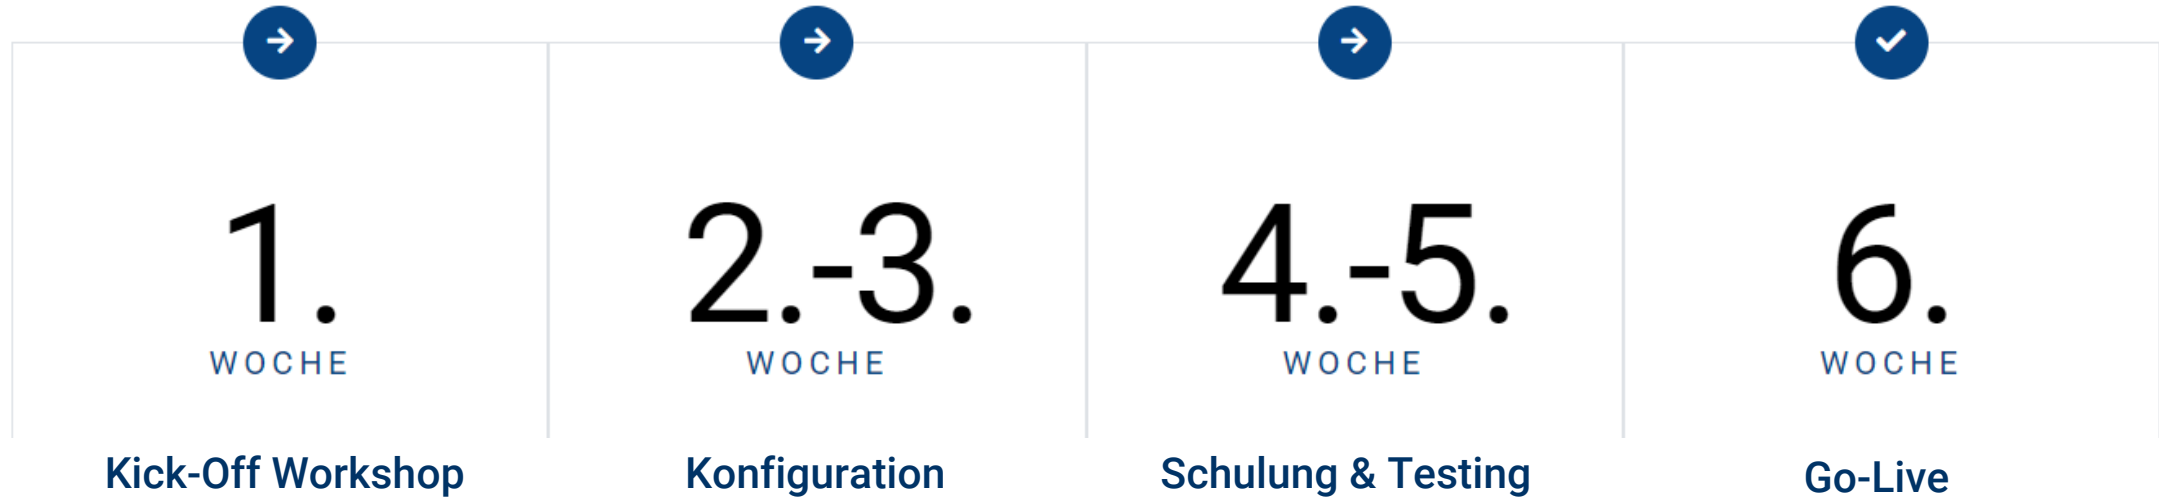 1.
WOCHE
Kick-Off Workshop
2.-3.
WOCHE
Konfiguration
4.-5.
WOCHE
Schulung & Testing
6.
WOCHE
Go-Live